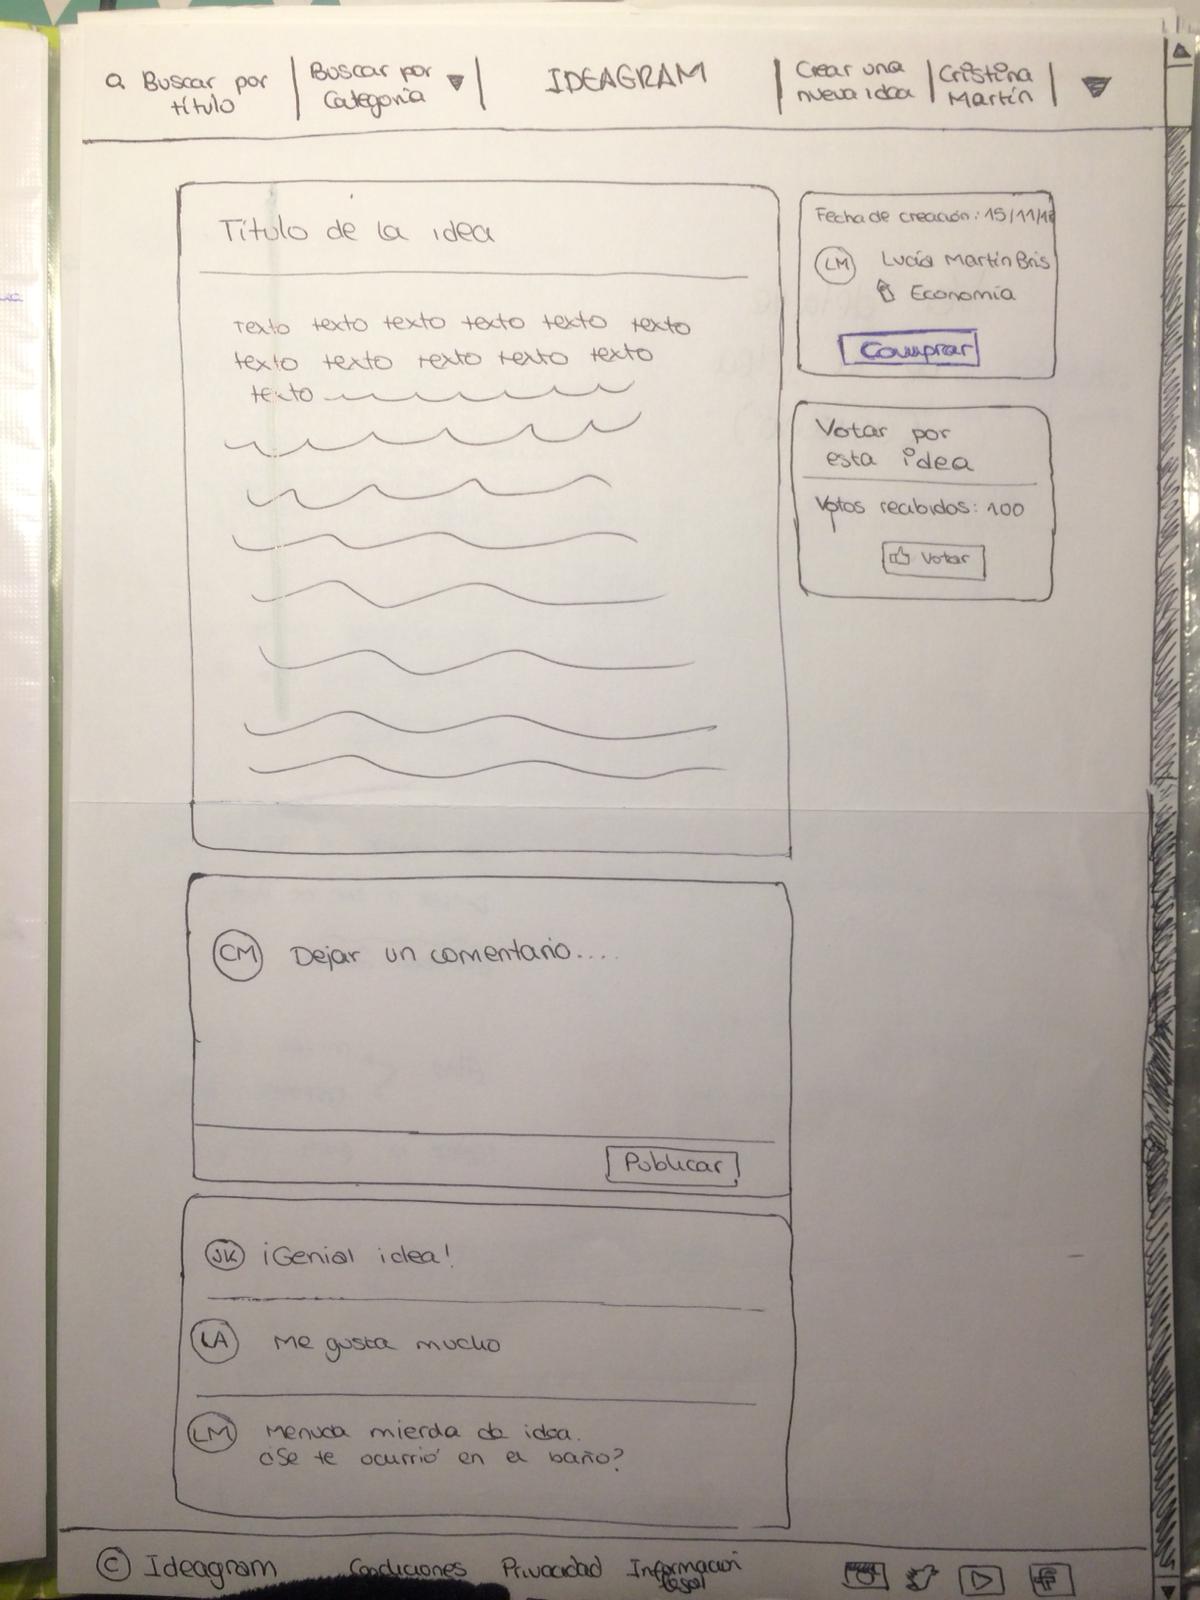 Buscar por
título
Buscar por
Categoría
IDEAGRAM
Crear una
nueva idea
Cristina
Martín
Título de la idea
Texto texto texto texto texto texto
texto texto texto texto texto
texto
Fecha de creación: 15/11/18
LM Lucía Martín Bris
Economía
Comprar
Votar por
esta idea
Votos recibidos: 100
Votar
CM Dejar un comentario....
Publicar
JK ¡Genial idea!
LA Me gusta mucho
LM Menuda mierda de idea.
¿Se te ocurrió en el baño?
© Ideagram Condiciones Privacidad Información
legal